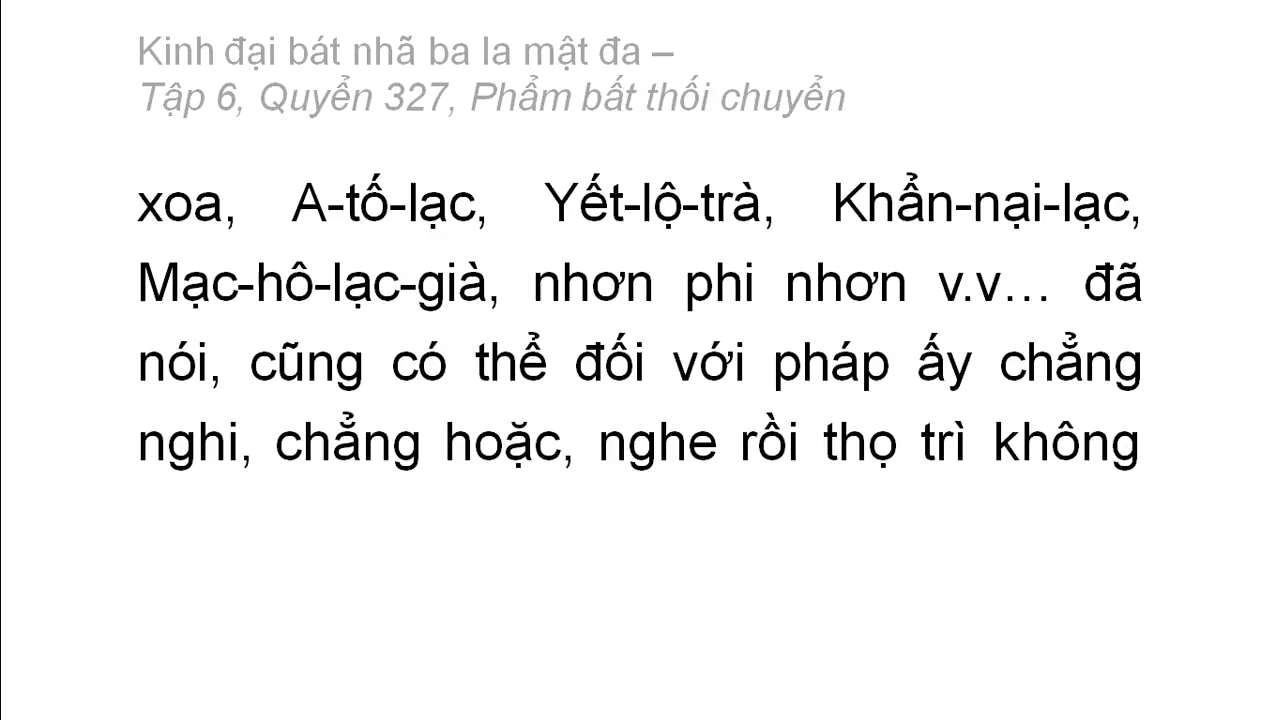 Kinh đại bát nhã ba la mật đa –
Tập 6, Quyển 327, Phẩm bất thối chuyển
xoa, A-tố-lạc, Yết-lộ-trà, Khẩn-nại-lạc,
Mạc-hô-lạc-già, nhơn phi nhơn v.v… đã
nói, cũng có thể đối với pháp ấy chẳng
nghi, chẳng hoặc, nghe rồi thọ trì không